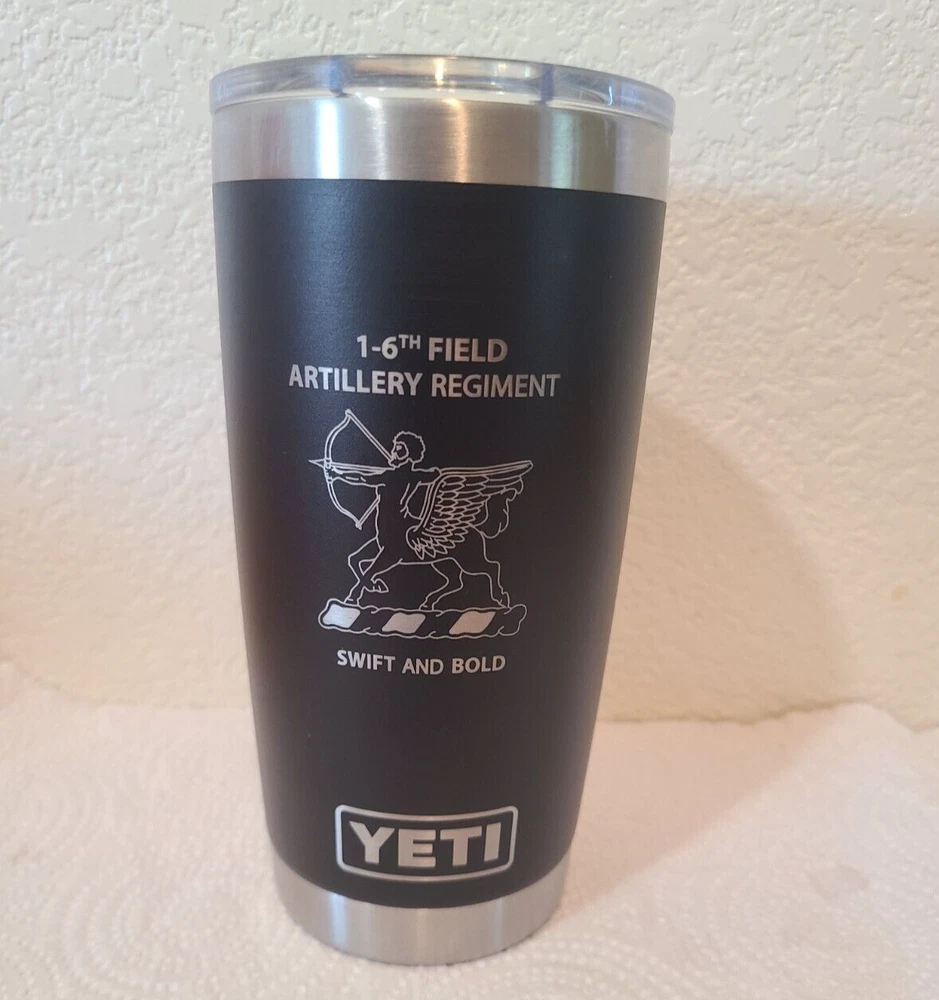 1-6TH FIELD
ARTILLERY REGIMENT
SWIFT AND BOLD
YETI